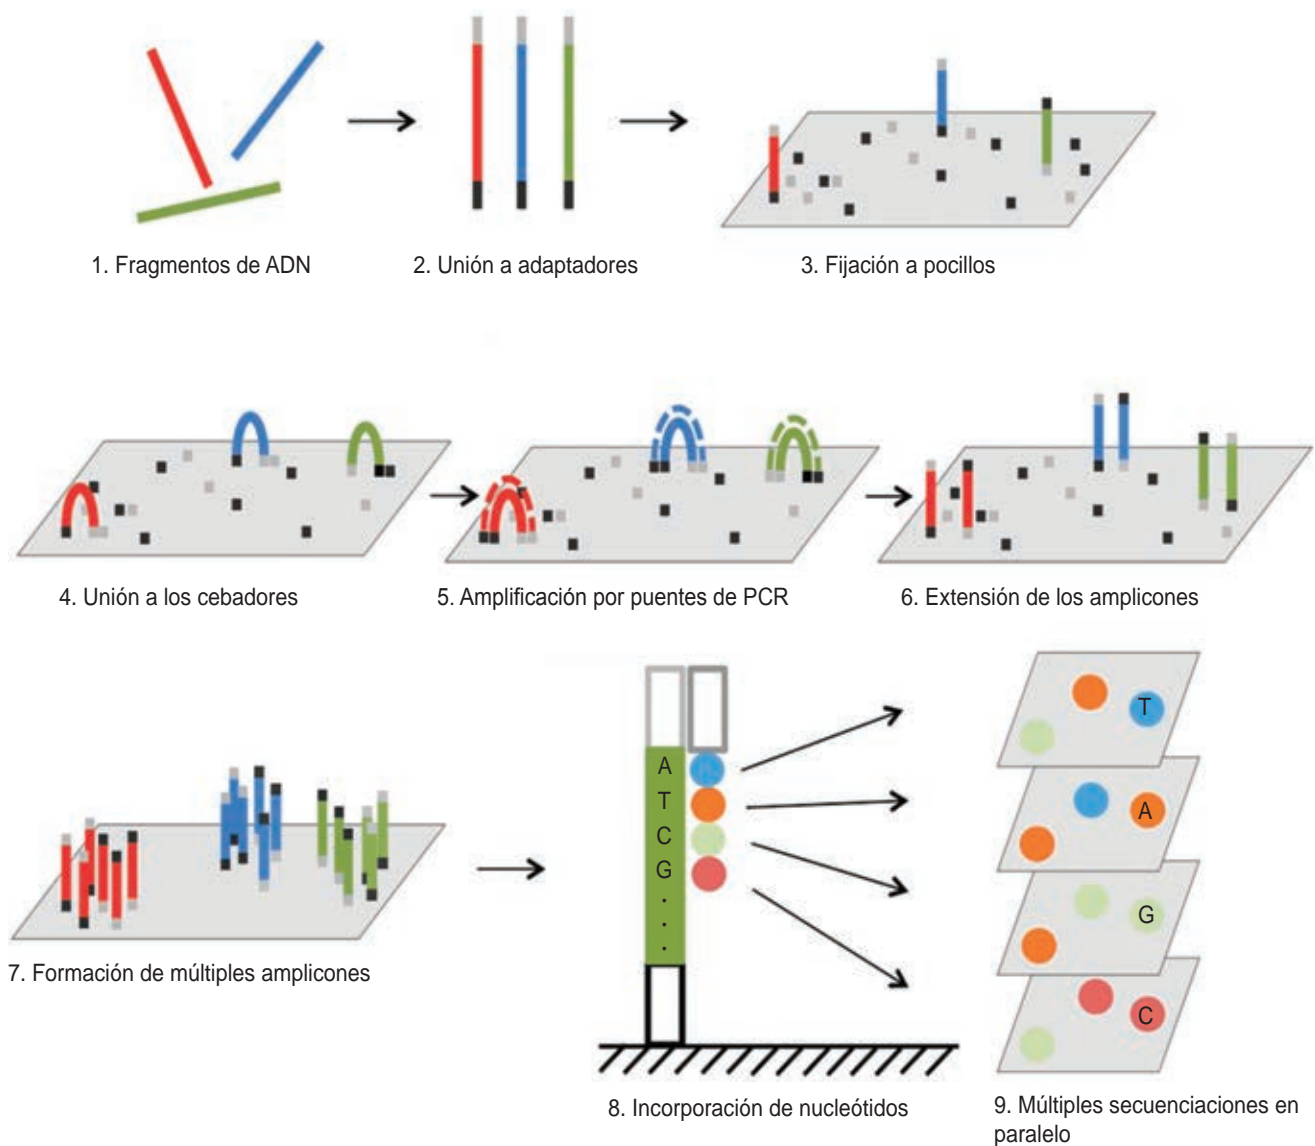 1. Fragmentos de ADN
2. Unión a adaptadores
3. Fijación a pocillos
4. Unión a los cebadores
5. Amplificación por puentes de PCR
6. Extensión de los amplicones
7. Formación de múltiples amplicones
A
T
C
G
.
.
.
8. Incorporación de nucleótidos
T
A
G
C
9. Múltiples secuenciaciones en
paralelo